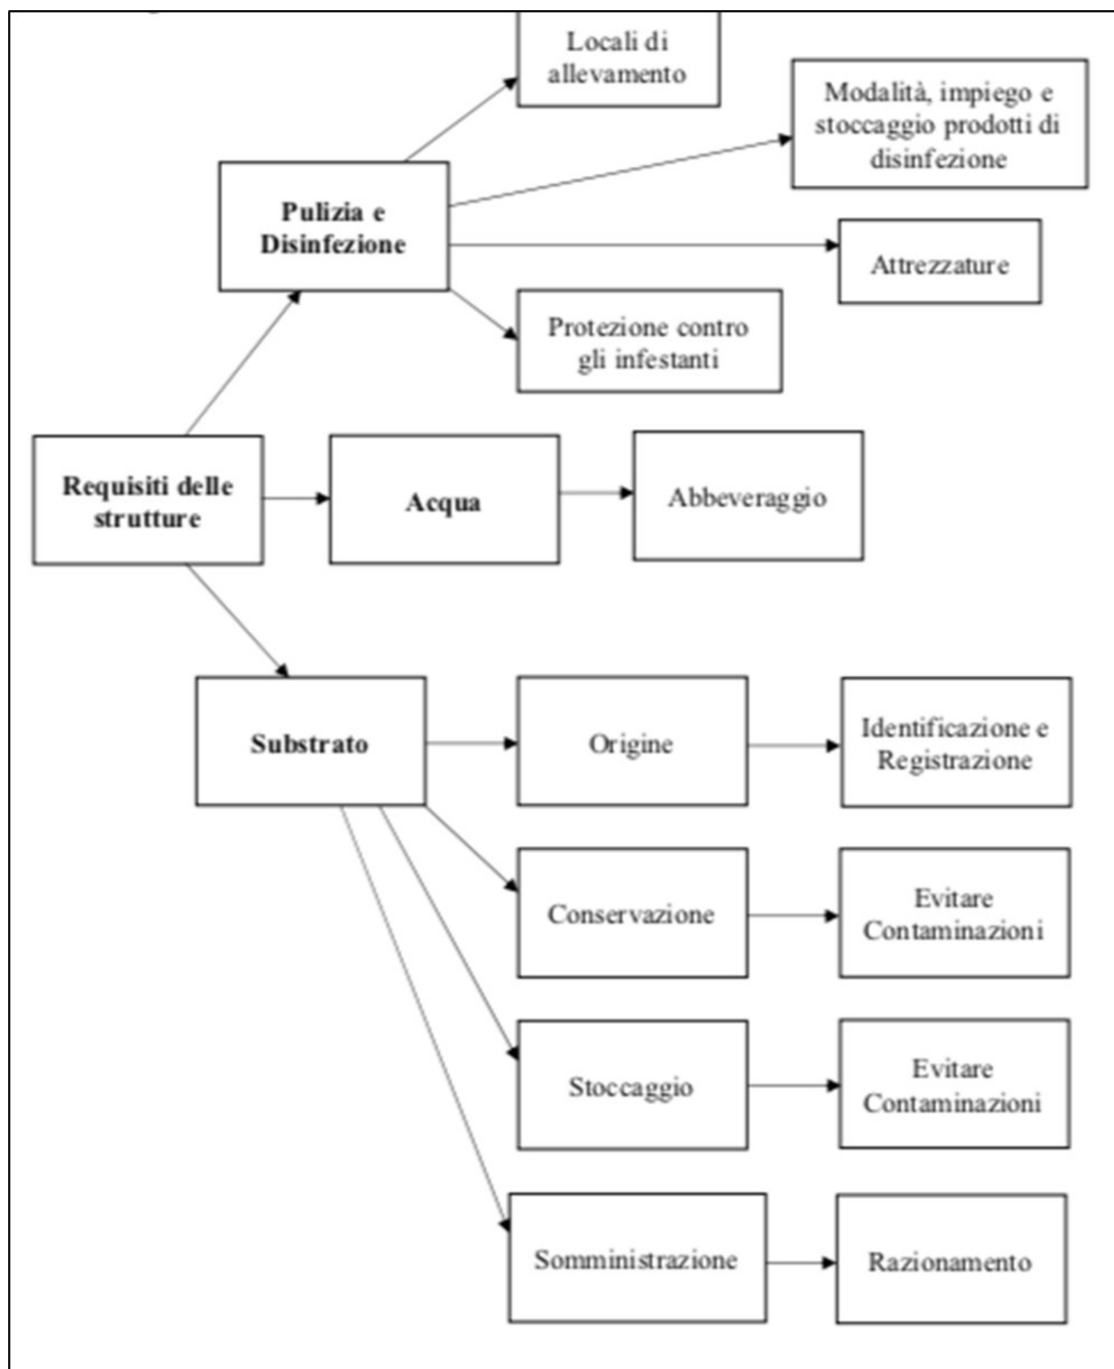 Locali di
allevamento
Modalità, impiego e
stoccaggio prodotti di
disinfezione
Pulizia e
Disinfezione
Attrezzature
Protezione contro
gli infestanti
Requisiti delle
strutture
Acqua
Abbeveraggio
Substrato
Origine
Identificazione e
Registrazione
Conservazione
Evitare
Contaminazioni
Stoccaggio
Evitare
Contaminazioni
Somministrazione
Razionamento